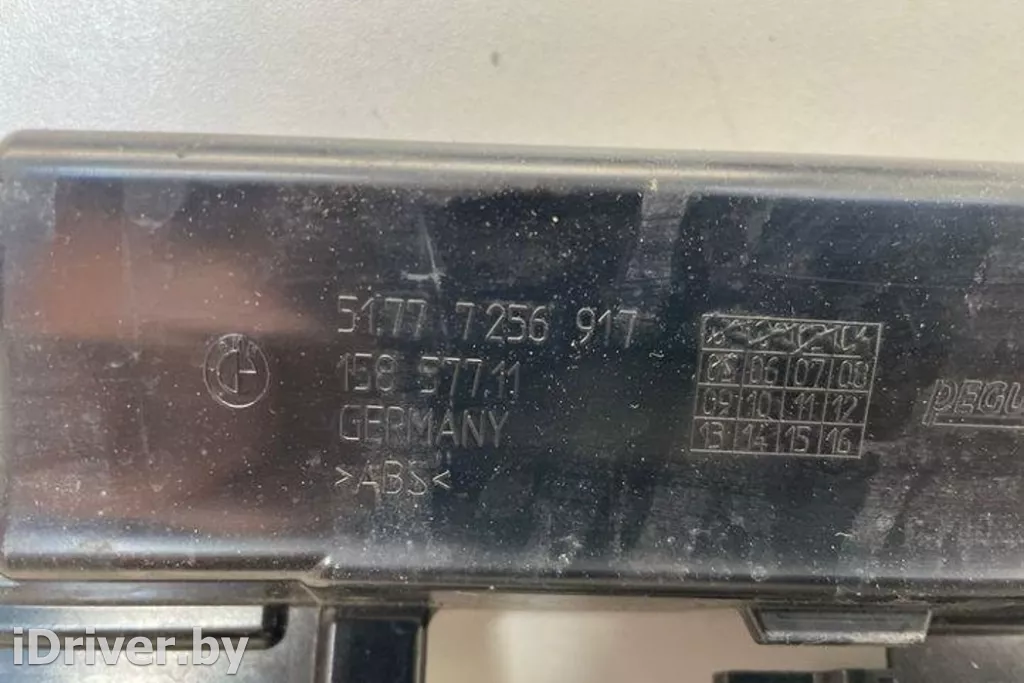 51.77 7 256 917
158 577.11
GERMANY
>ABS<
06 07 08
09 10 11 12
13 14 15 16
PEGU
iDriver.by